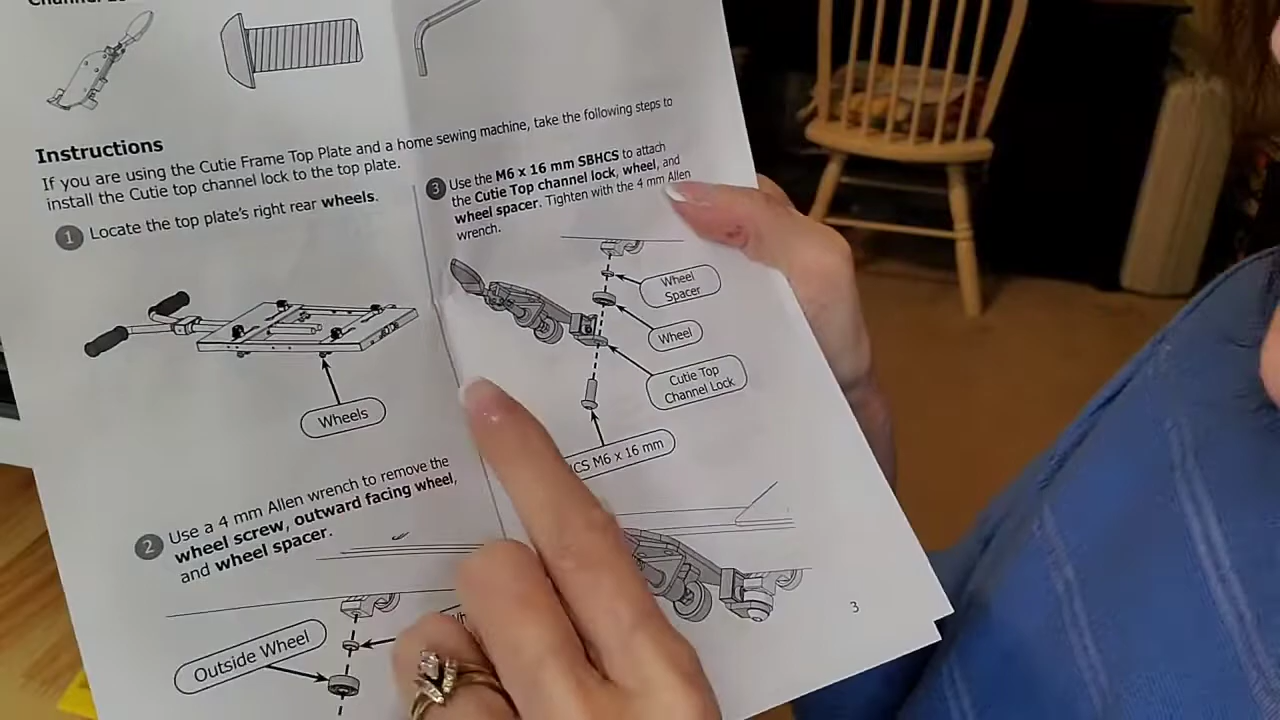 Instructions
If you are using the Cutie Frame Top Plate and a home sewing machine, take the following steps to
install the Cutie top channel lock to the top plate.
1 Locate the top plate's right rear wheels.
Wheels
2 Use a 4 mm Allen wrench to remove the
wheel screw, outward facing wheel,
and wheel spacer.
Outside Wheel
3 Use the M6 x 16 mm SBHCS to attach
the Cutie Top channel lock, wheel, and
wheel spacer. Tighten with the 4 mm Allen
wrench.
Wheel
Spacer
Wheel
Cutie Top
Channel Lock
CS M6 x 16 mm
3